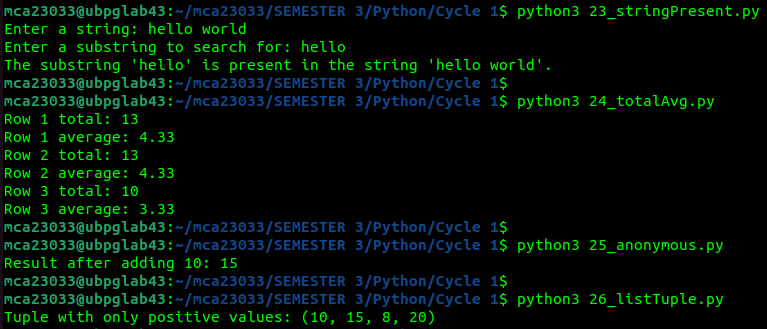 mca23033@ubpglab43:~/mca23033/SEMESTER 3/Python/Cycle 1$ python3 23_stringPresent.py
Enter a string: hello world
Enter a substring to search for: hello
The substring 'hello' is present in the string 'hello world'.
mca23033@ubpglab43:~/mca23033/SEMESTER 3/Python/Cycle 1$
mca23033@ubpglab43:~/mca23033/SEMESTER 3/Python/Cycle 1$ python3 24_totalAvg.py
Row 1 total: 13
Row 1 average: 4.33
Row 2 total: 13
Row 2 average: 4.33
Row 3 total: 10
Row 3 average: 3.33
mca23033@ubpglab43:~/mca23033/SEMESTER 3/Python/Cycle 1$
mca23033@ubpglab43:~/mca23033/SEMESTER 3/Python/Cycle 1$ python3 25_anonymous.py
Result after adding 10: 15
mca23033@ubpglab43:~/mca23033/SEMESTER 3/Python/Cycle 1$
mca23033@ubpglab43:~/mca23033/SEMESTER 3/Python/Cycle 1$ python3 26_listTuple.py
Tuple with only positive values: (10, 15, 8, 20)